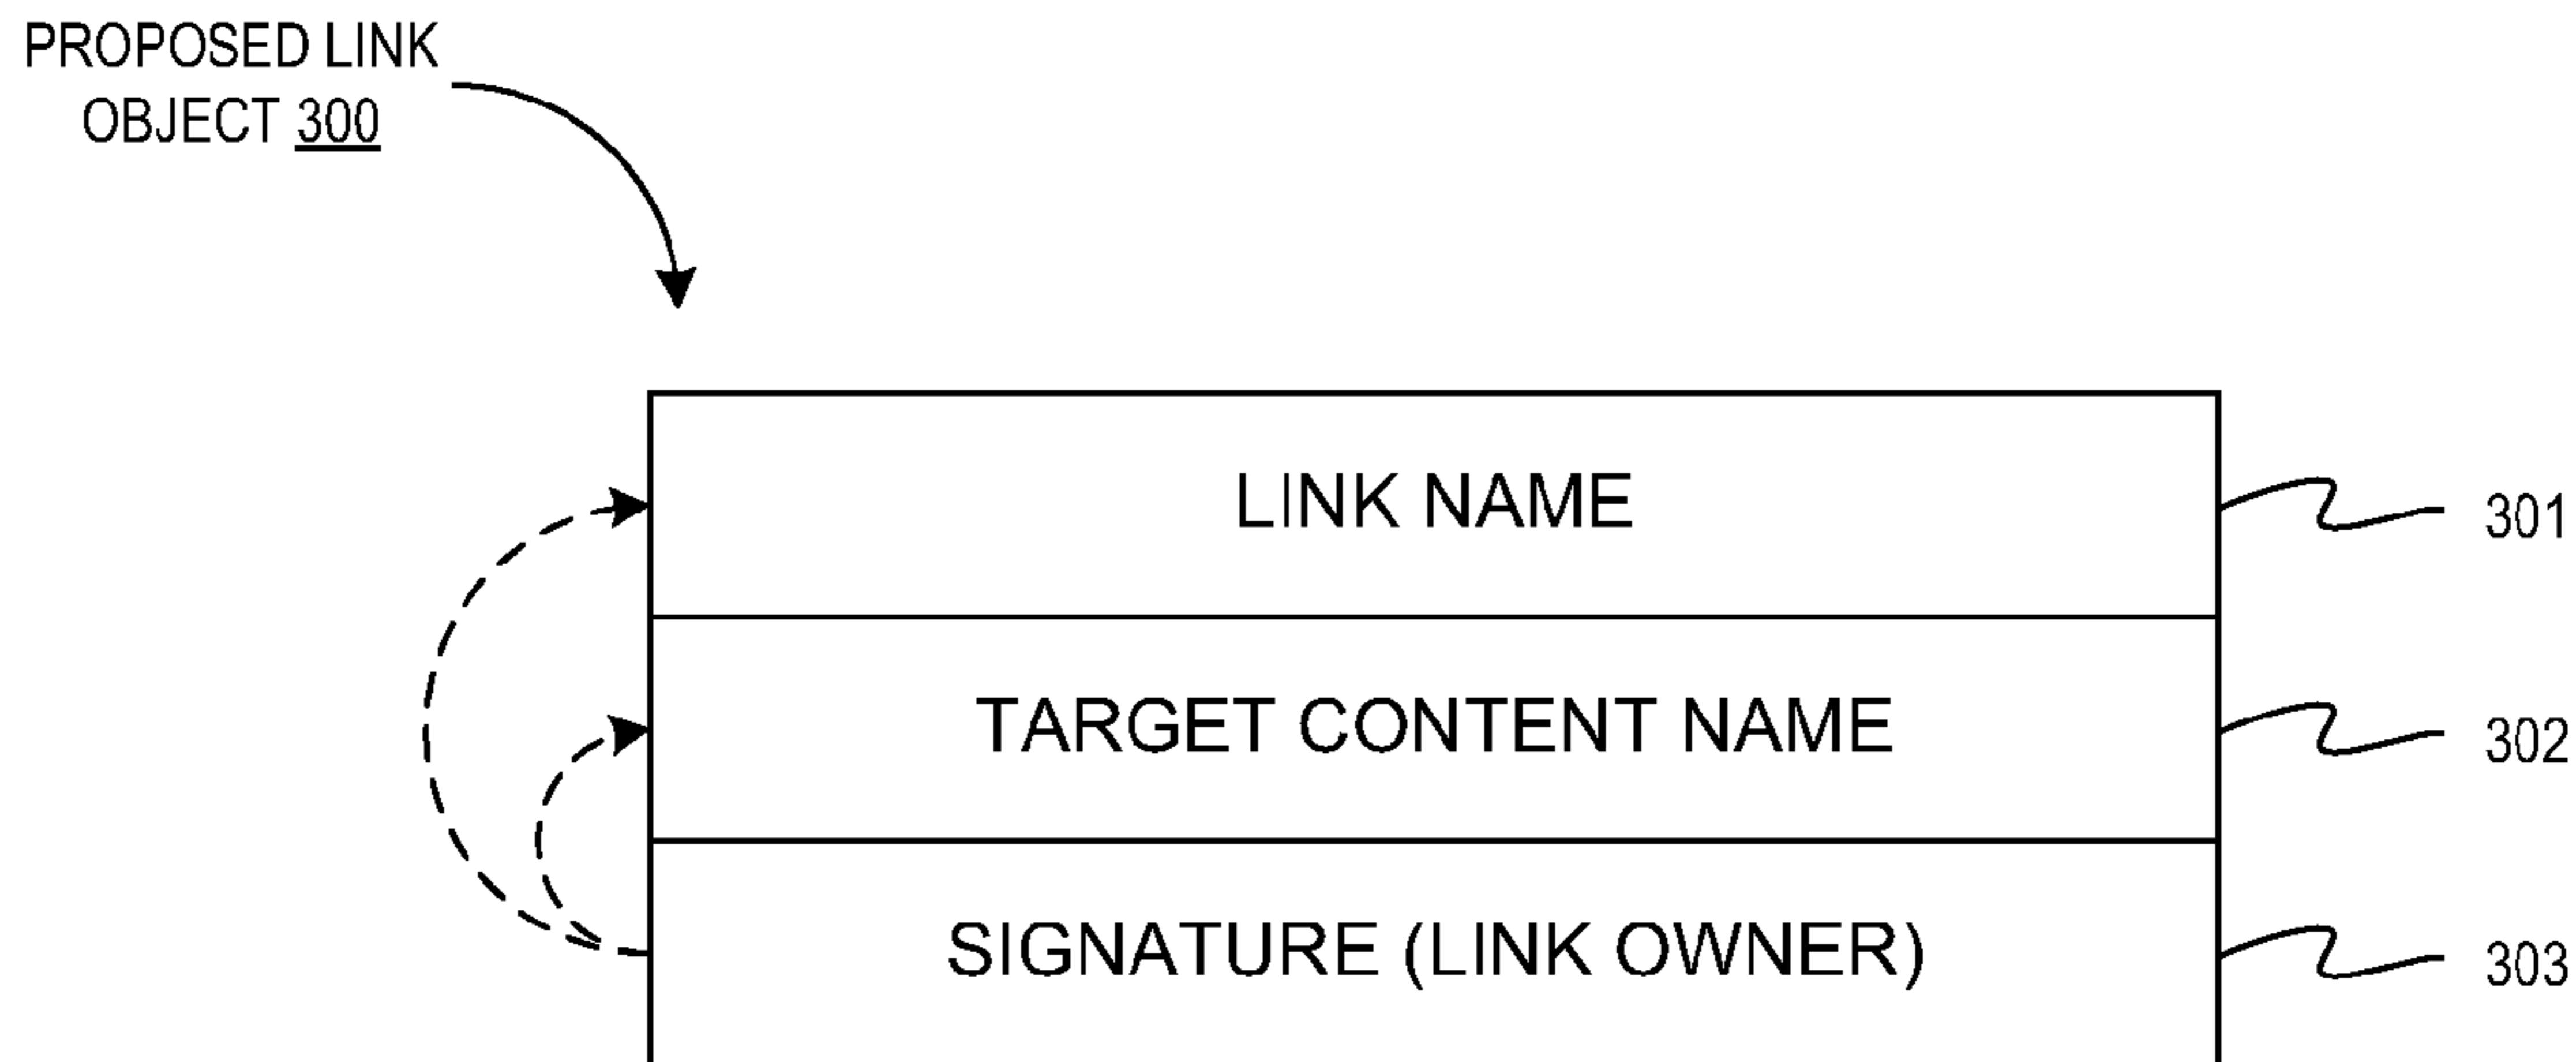 PROPOSED LINK
OBJECT 300
LINK NAME
301
TARGET CONTENT NAME
302
SIGNATURE (LINK OWNER)
303